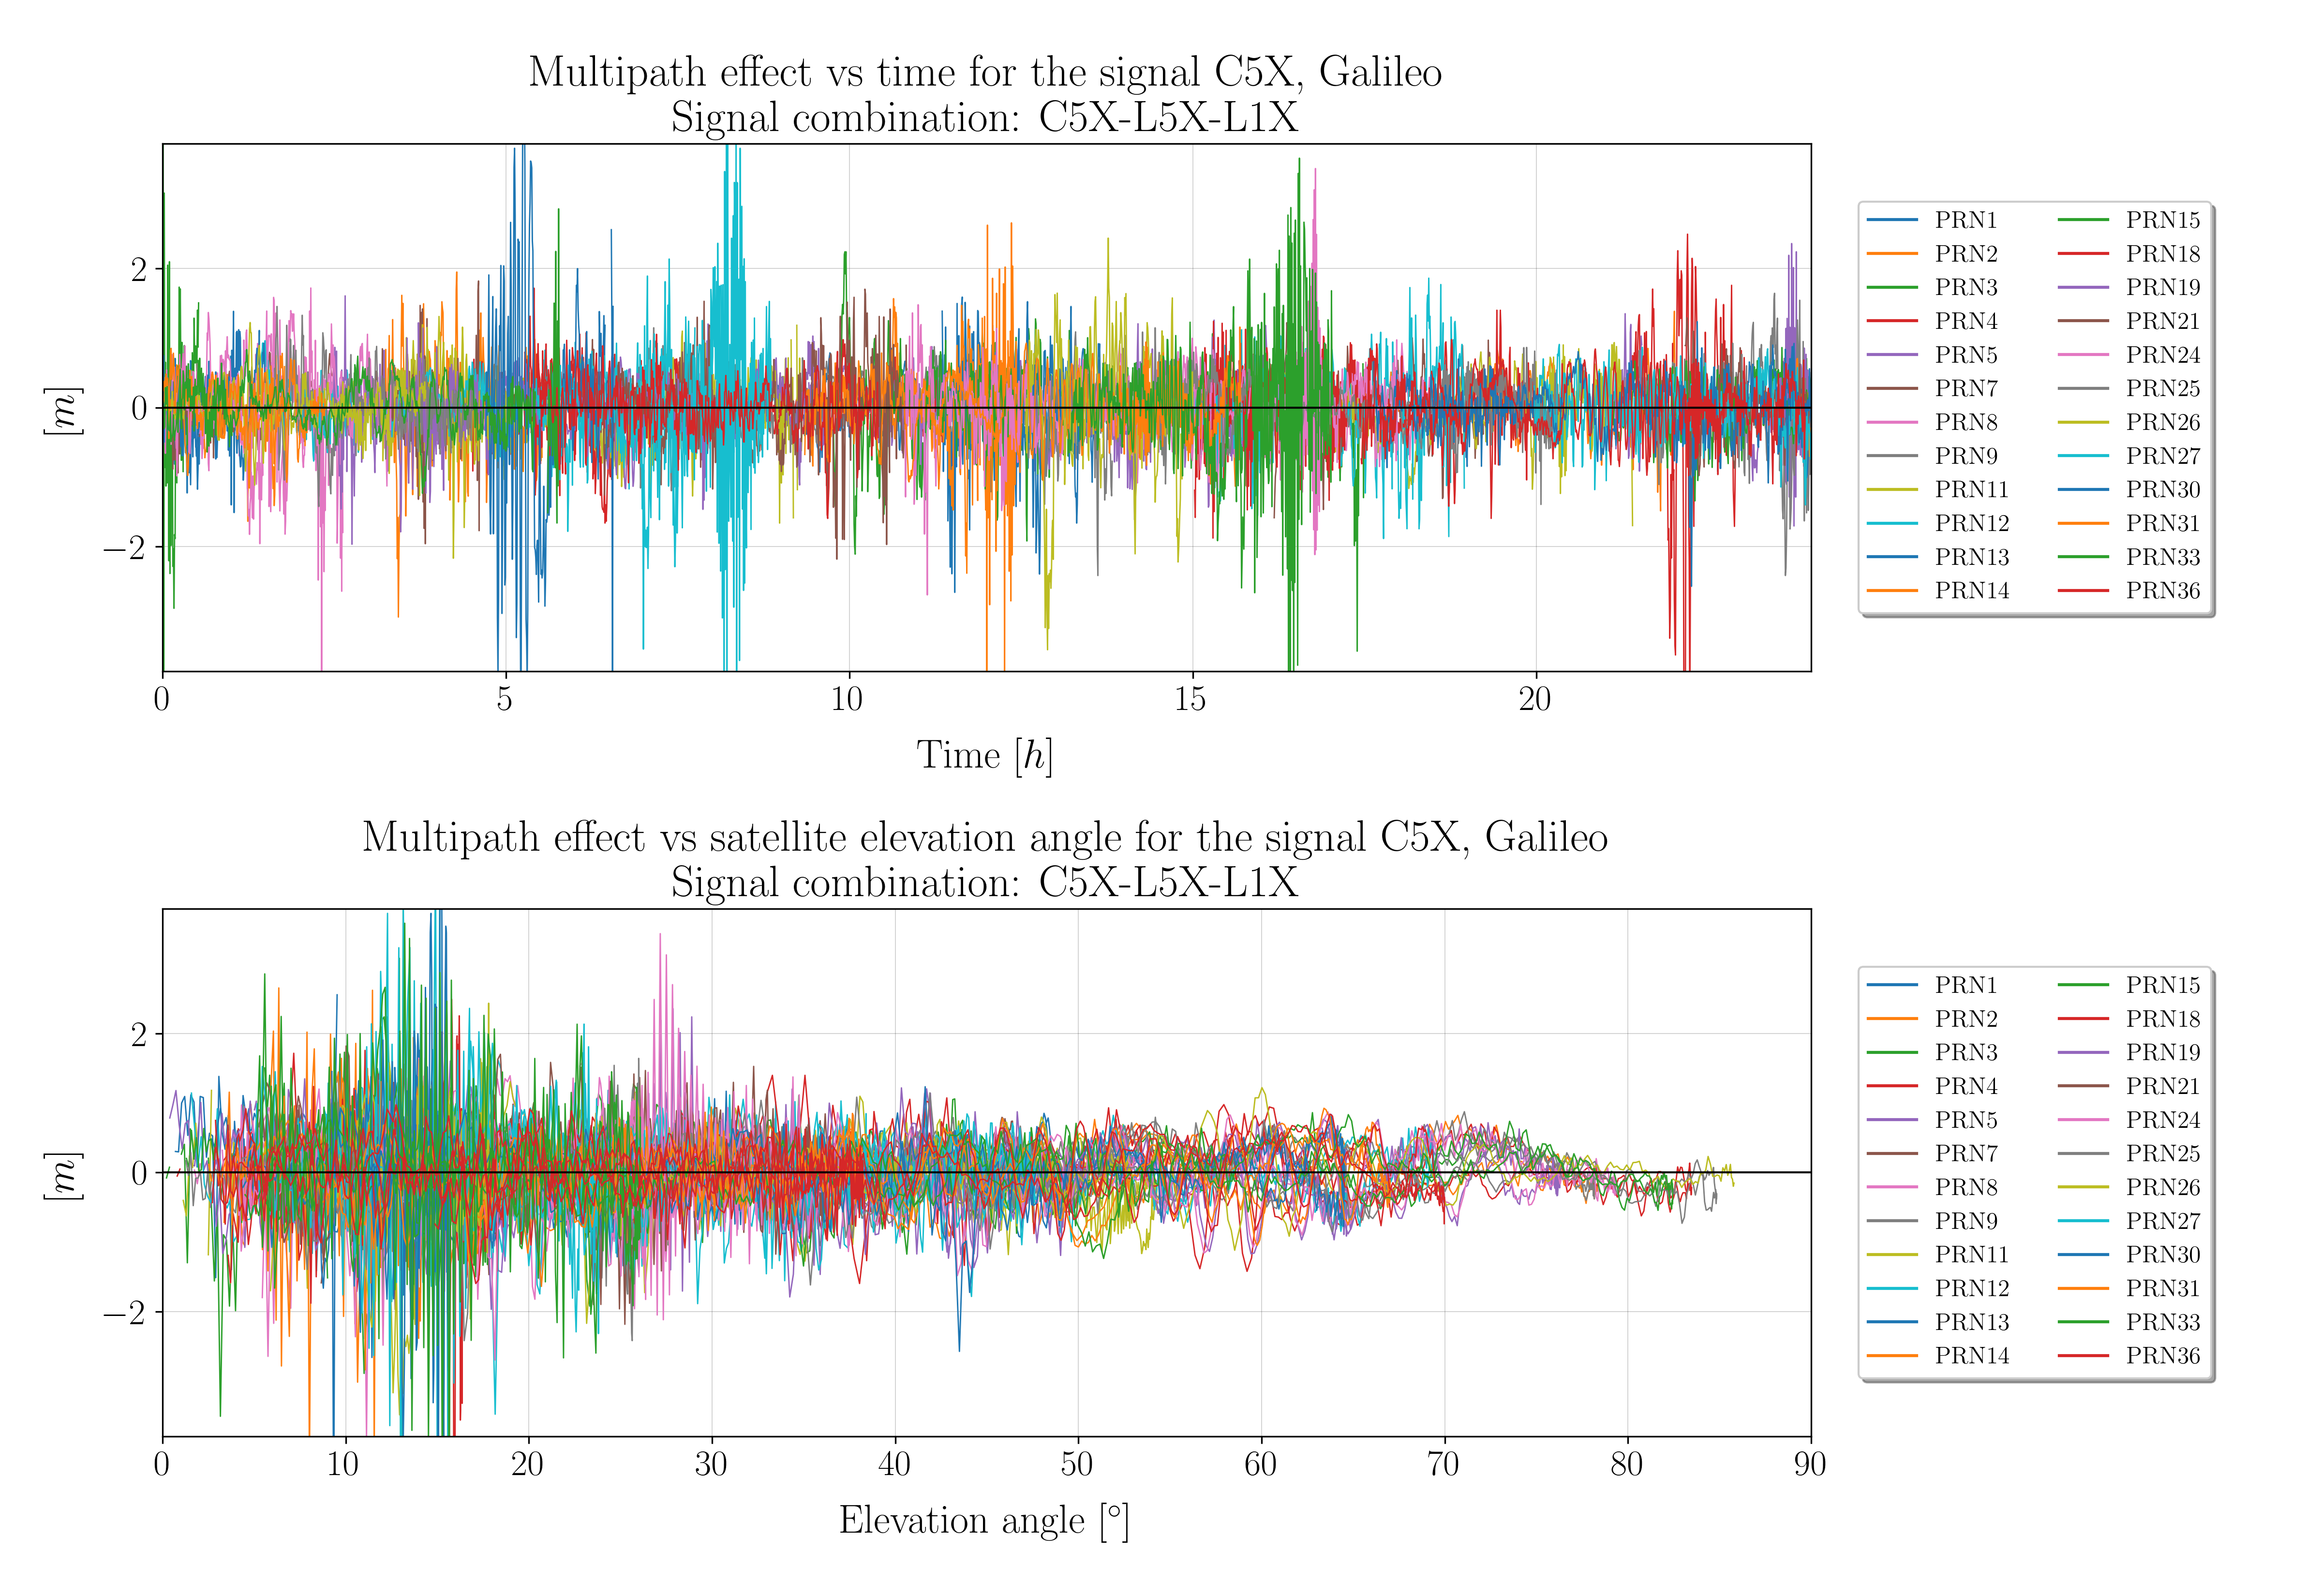 Multipath effect vs time for the signal C5X, Galileo
Signal combination: C5X-L5X-L1X
[m]
2
0
−2
0 5 10 15 20
Time [h]
PRN1 PRN15
PRN2 PRN18
PRN3 PRN19
PRN4 PRN21
PRN5 PRN24
PRN7 PRN25
PRN8 PRN26
PRN9 PRN27
PRN11 PRN30
PRN12 PRN31
PRN13 PRN33
PRN14 PRN36
Multipath effect vs satellite elevation angle for the signal C5X, Galileo
Signal combination: C5X-L5X-L1X
[m]
2
0
−2
0 10 20 30 40 50 60 70 80 90
Elevation angle [°]
PRN1 PRN15
PRN2 PRN18
PRN3 PRN19
PRN4 PRN21
PRN5 PRN24
PRN7 PRN25
PRN8 PRN26
PRN9 PRN27
PRN11 PRN30
PRN12 PRN31
PRN13 PRN33
PRN14 PRN36